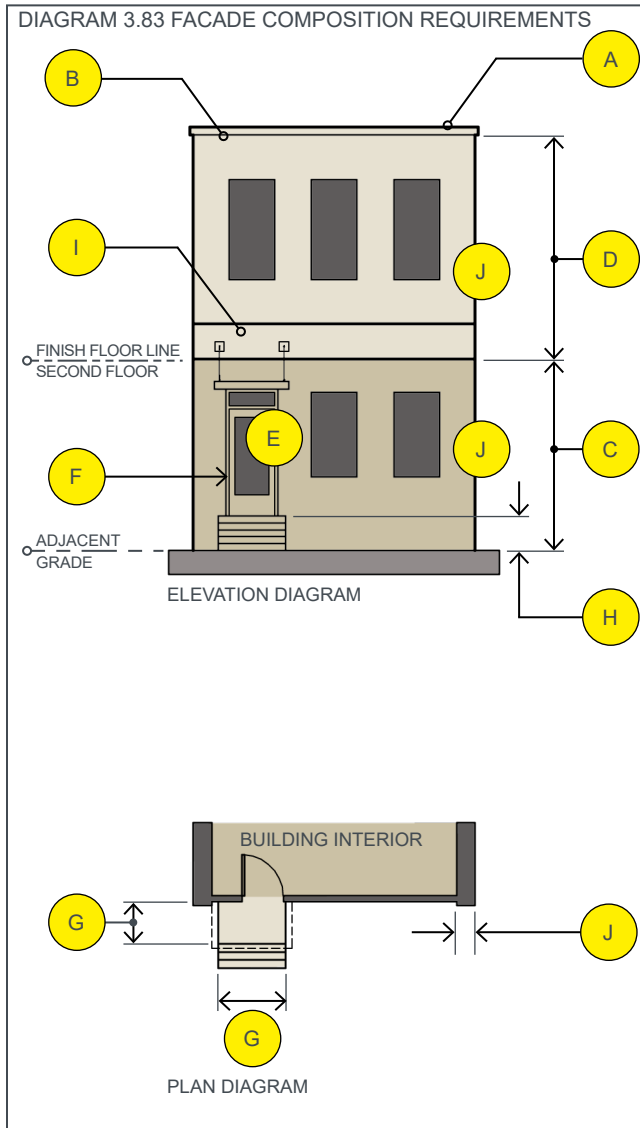 DIAGRAM 3.83 FACADE COMPOSITION REQUIREMENTS
A
B
I
J
D
FINISH FLOOR LINE
SECOND FLOOR
E
J
C
F
ADJACENT
GRADE
ELEVATION DIAGRAM
H
BUILDING INTERIOR
G
J
G
PLAN DIAGRAM